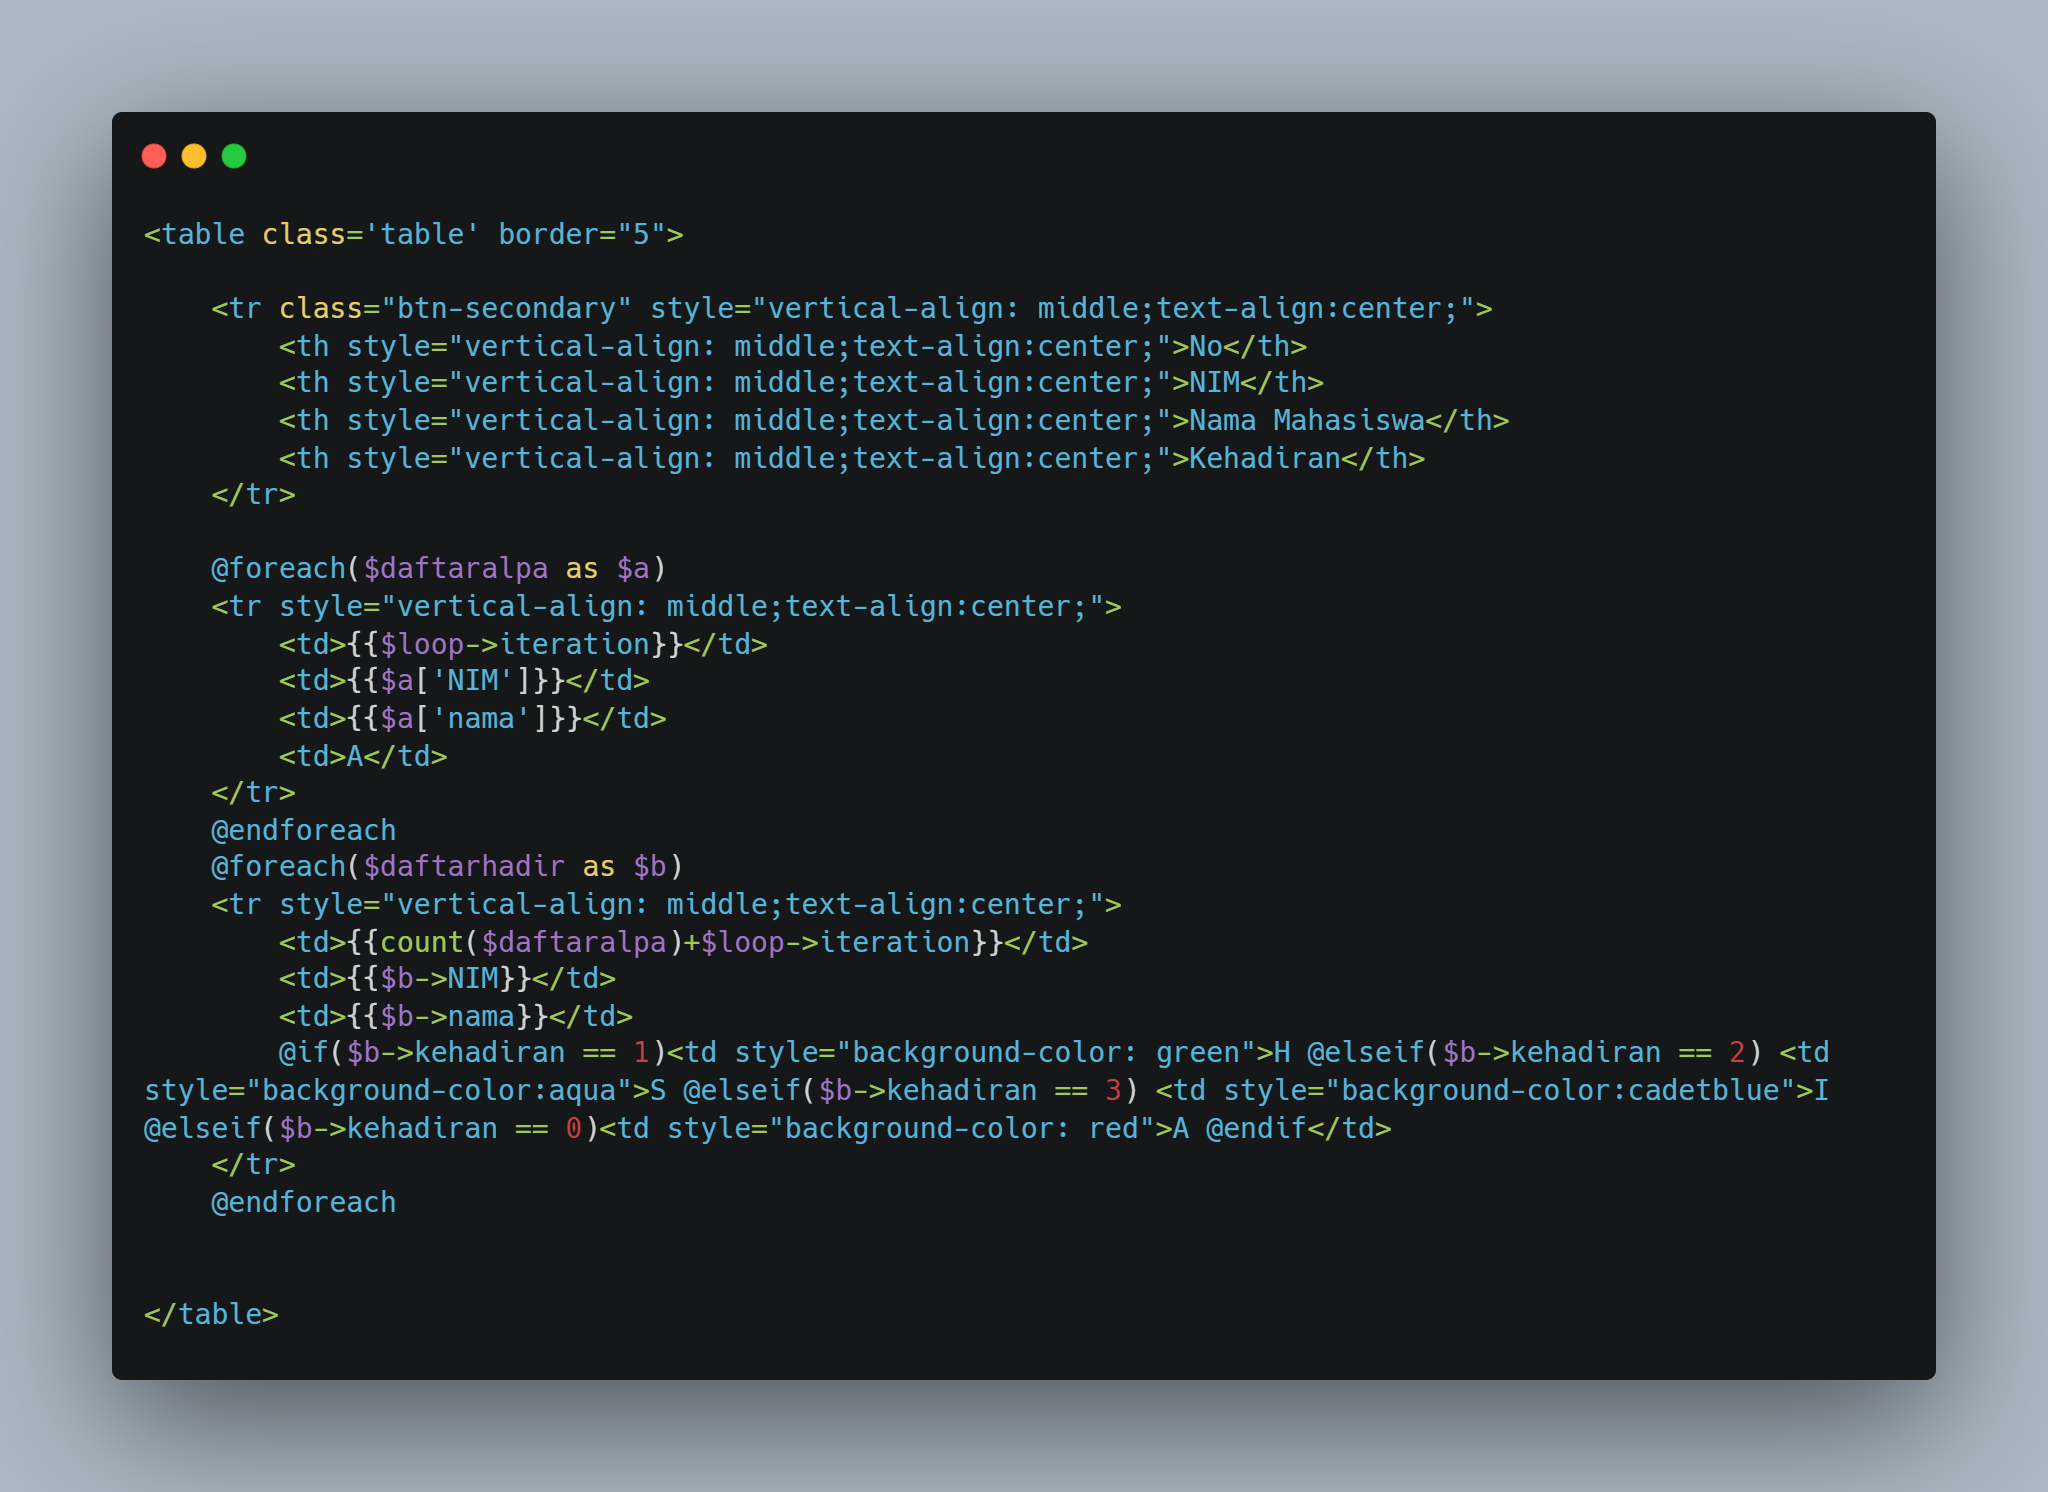 <table class='table' border="5">
<tr class="btn-secondary" style="vertical-align: middle;text-align:center;">
<th style="vertical-align: middle;text-align:center;">No</th>
<th style="vertical-align: middle;text-align:center;">NIM</th>
<th style="vertical-align: middle;text-align:center;">Nama Mahasiswa</th>
<th style="vertical-align: middle;text-align:center;">Kehadiran</th>
</tr>
@foreach($daftaralpa as $a)
<tr style="vertical-align: middle;text-align:center;">
<td>{{$loop->iteration}}</td>
<td>{{$a['NIM']}}</td>
<td>{{$a['nama']}}</td>
<td>A</td>
</tr>
@endforeach
@foreach($daftarhadir as $b)
<tr style="vertical-align: middle;text-align:center;">
<td>{{count($daftaralpa)+$loop->iteration}}</td>
<td>{{$b->NIM}}</td>
<td>{{$b->nama}}</td>
@if($b->kehadiran == 1)<td style="background-color: green">H @elseif($b->kehadiran == 2) <td
style="background-color:aqua">S @elseif($b->kehadiran == 3) <td style="background-color:cadetblue">I
@elseif($b->kehadiran == 0)<td style="background-color: red">A @endif</td>
</tr>
@endforeach
</table>